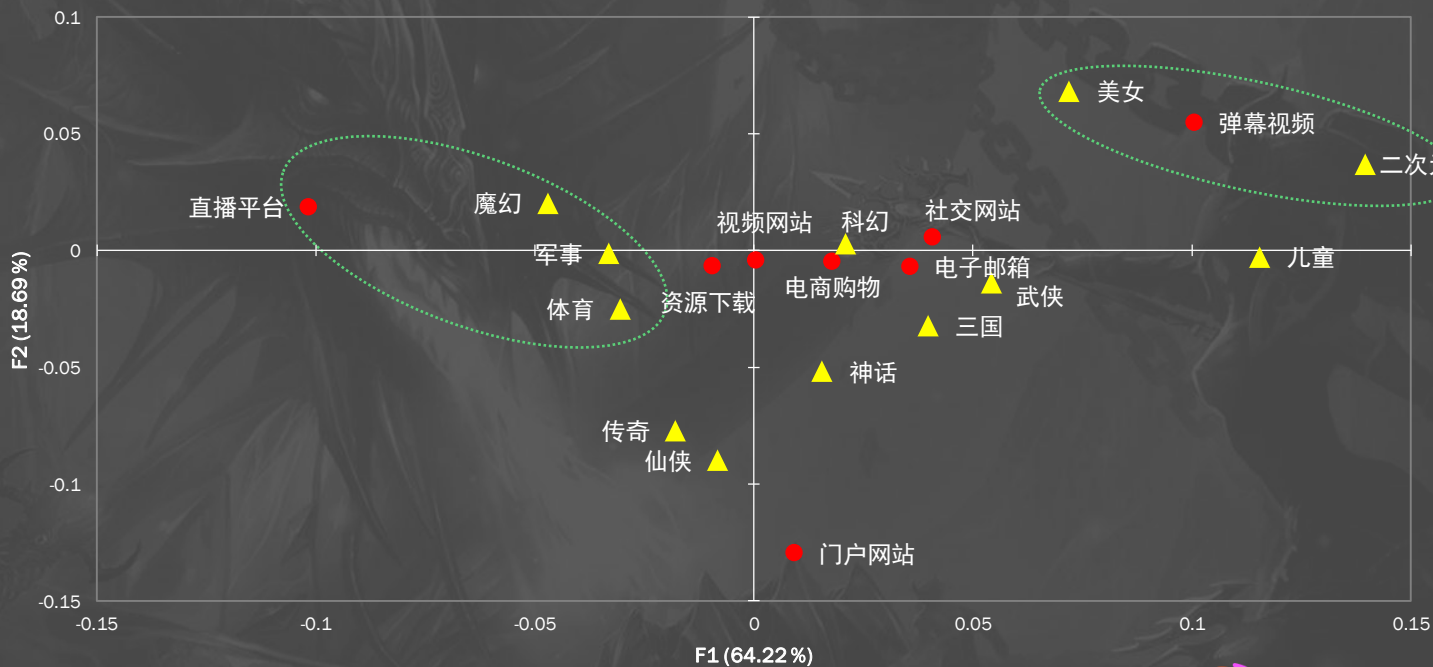 0.1
美女
弹幕视频
0.05
二次
直播平台
魔幻
视频网站
科幻
社交网站
0
军事
电子邮箱
儿童
体育
资源下载
电商购物
武侠
三国
F2 (18.69%)
-0.05
神话
传奇
仙侠
-0.1
门户网站
-0.15
-0.15
-0.1
-0.05
0
0.05
0.1
0.15
F1 (64.22%)